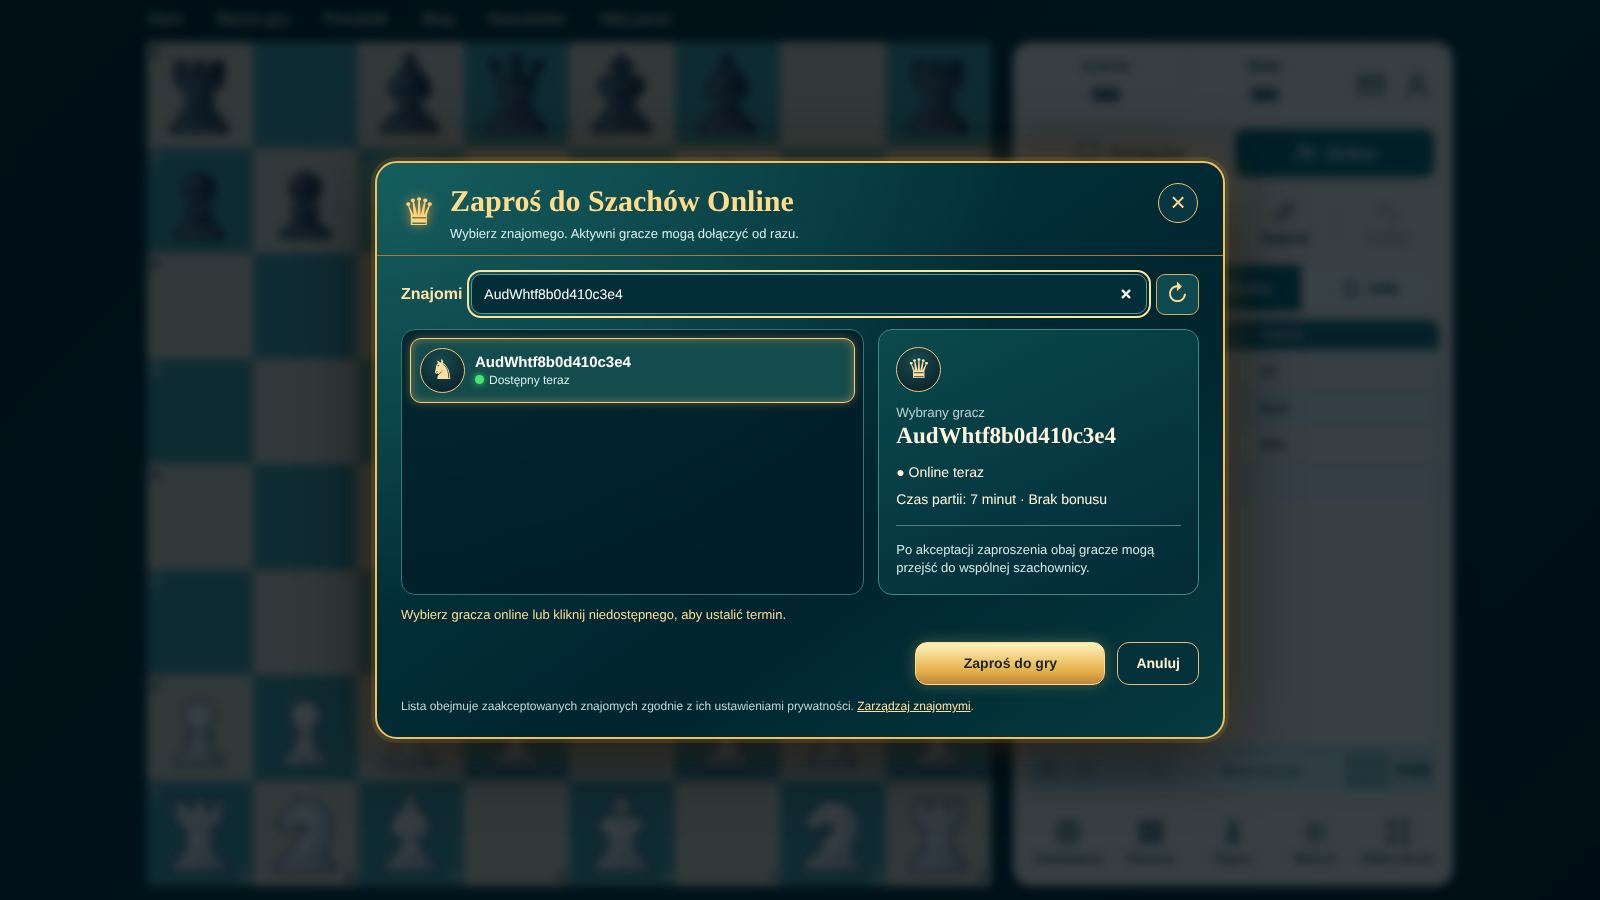 Zaproś do Szachów Online
Wybierz znajomego. Aktywni gracze mogą dołączyć od razu.
Znajomi
AudWhtf8b0d410c3e4
AudWhtf8b0d410c3e4
Dostępny teraz
Wybrany gracz
AudWhtf8b0d410c3e4
● Online teraz
Czas partii: 7 minut · Brak bonusu
Po akceptacji zaproszenia obaj gracze mogą
przejść do wspólnej szachownicy.
Wybierz gracza online lub kliknij niedostępnego, aby ustalić termin.
Zaproś do gry
Anuluj
Lista obejmuje zaakceptowanych znajomych zgodnie z ich ustawieniami prywatności. Zarządzaj znajomymi.